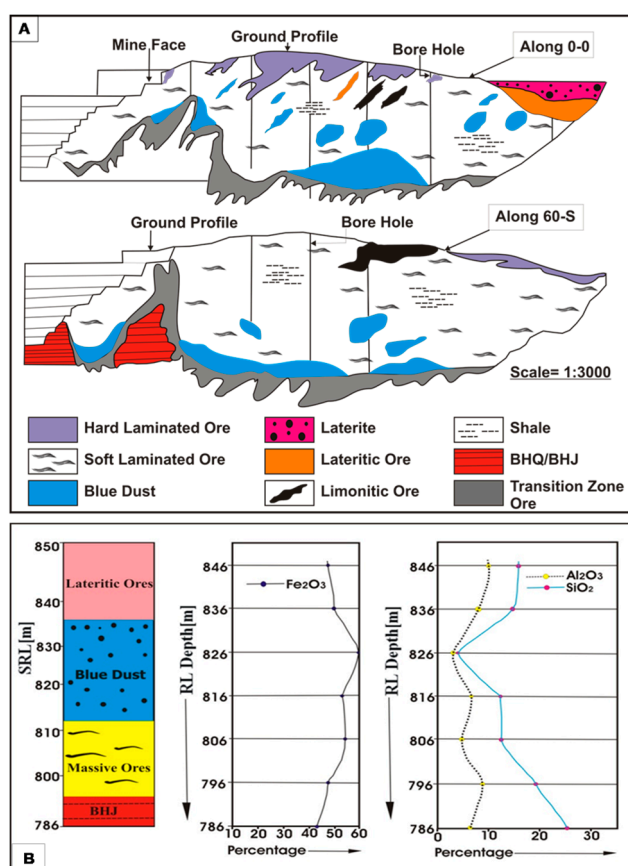 A
Ground Profile
Mine Face
Bore Hole
Along 0-0
Ground Profile
Bore Hole
Along 60-S
Scale= 1:3000
Hard Laminated Ore
Laterite
Shale
Soft Laminated Ore
Lateritic Ore
BHQ/BHJ
Blue Dust
Limonitic Ore
Transition Zone
Ore
B
SRL[m]
850
840
830
820
810
800
786
Lateritic Ores
Blue Dust
Massive Ores
BHJ
RL Depth[m]
846
836
826
816
806
796
786
Fe2O3
10 20 30 40 50 60
Percentage
RL Depth[m]
846
836
826
816
806
796
786
Al2O3
SiO2
0 10 20 30
Percentage